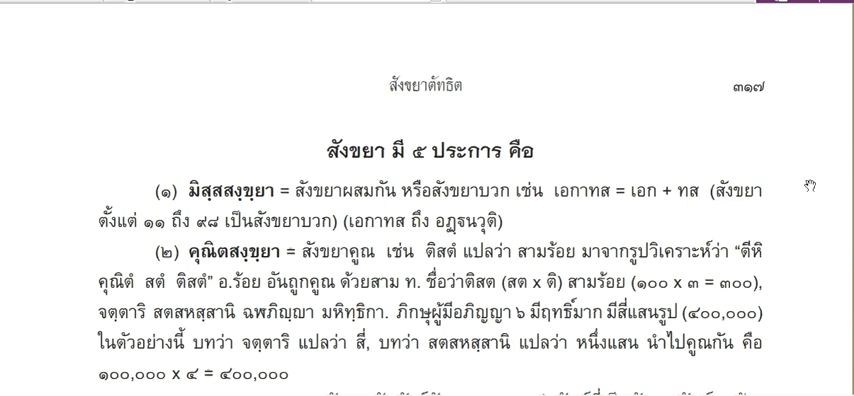 สังขยาตัทธิต ๓๑๗
สังขยา มี ๕ ประการ คือ
(๑) มิสฺสสงฺขฺยา = สังขยาผสมกัน หรือสังขยาบวก เช่น เอกาทส = เอก + ทส (สังขยา
ตั้งแต่ ๑๑ ถึง ๙๘ เป็นสังขยาบวก) (เอกาทส ถึง อฏฺฐนวุติ)
(๒) คุณิตสงฺขฺยา = สังขยาคูณ เช่น ติสตํ แปลว่า สามร้อย มาจากรูปวิเคราะห์ว่า “ตีหิ
คุณิตํ สตํ ติสตํ” อ.ร้อย อันถูกคูณ ด้วยสาม ท. ชื่อว่าติสต (สต x ติ) สามร้อย (๑๐๐ x ๓ = ๓๐๐),
จตฺตาริ สตสหสฺสานิ ฉฬภิญฺญา มหิทฺธิกา. ภิกษุผู้มีอภิญญา ๖ มีฤทธิ์มาก มีสี่แสนรูป (๔๐๐,๐๐๐)
ในตัวอย่างนี้ บทว่า จตฺตาริ แปลว่า สี่, บทว่า สตสหสฺสานิ แปลว่า หนึ่งแสน นำไปคูณกัน คือ
๑๐๐,๐๐๐ x ๔ = ๔๐๐,๐๐๐